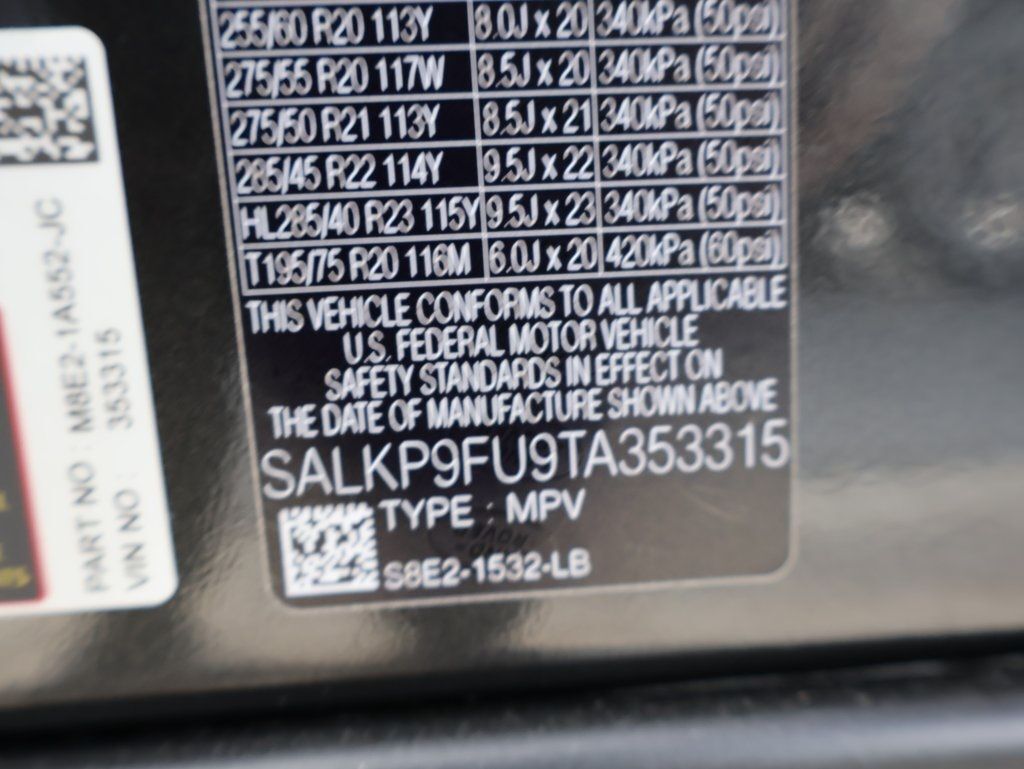 255/60 R20 113Y 8.0J x 20 340kPa (50psi)
275/55 R20 117W 8.5J x 20 340kPa (50psi)
275/50 R21 113Y 8.5J x 21 340kPa (50psi)
285/45 R22 114Y 9.5J x 22 340kPa (50psi)
HL285/40 R23 115Y 9.5J x 23 340kPa (50psi)
T195/75 R20 116M 6.0J x 20 420kPa (60psi)
THIS VEHICLE CONFORMS TO ALL APPLICABLE
U.S. FEDERAL MOTOR VEHICLE
SAFETY STANDARDS IN EFFECT ON
THE DATE OF MANUFACTURE SHOWN ABOVE
SALKP9FU9TA353315
TYPE : MPV
S8E2-1532-LB
PART NO : M8E2-1A552-JC
VIN NO : 353315